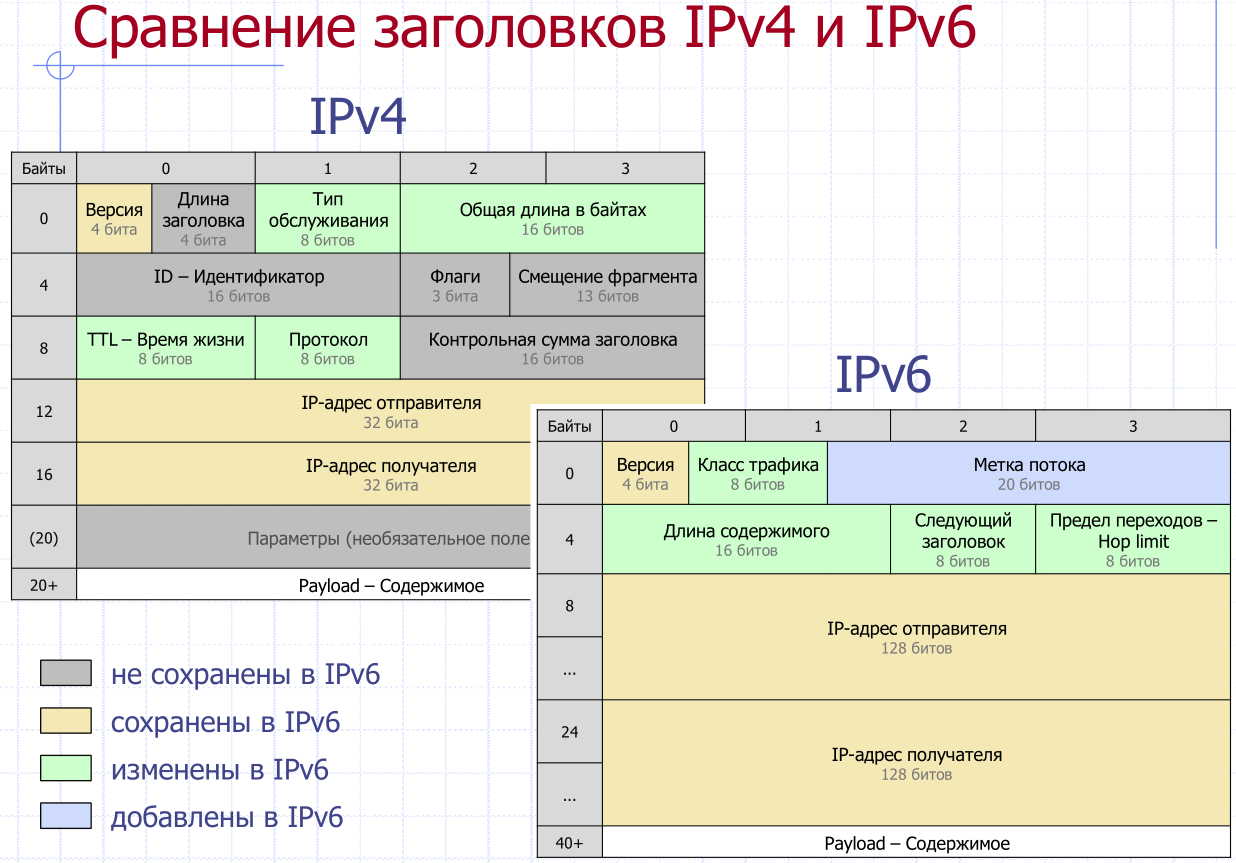 Сравнение заголовков IPv4 и IPv6
IPv4
Байты 0 1 2 3
0
Версия
4 бита
Длина
заголовка
4 бита
Тип
обслуживания
8 битов
Общая длина в байтах
16 битов
4
ID – Идентификатор
16 битов
Флаги
3 бита
Смещение фрагмента
13 битов
8
TTL – Время жизни
8 битов
Протокол
8 битов
Контрольная сумма заголовка
16 битов
12
IP-адрес отправителя
32 бита
16
IP-адрес получателя
32 бита
(20)
Параметры (необязательное поле
20+
Payload – Содержимое
IPv6
Байты 0 1 2 3
0
Версия
4 бита
Класс трафика
8 битов
Метка потока
20 битов
4
Длина содержимого
16 битов
Следующий
заголовок
8 битов
Предел переходов –
Hop limit
8 битов
8
...
IP-адрес отправителя
128 битов
24
...
IP-адрес получателя
128 битов
40+
Payload – Содержимое
не сохранены в IPv6
сохранены в IPv6
изменены в IPv6
добавлены в IPv6